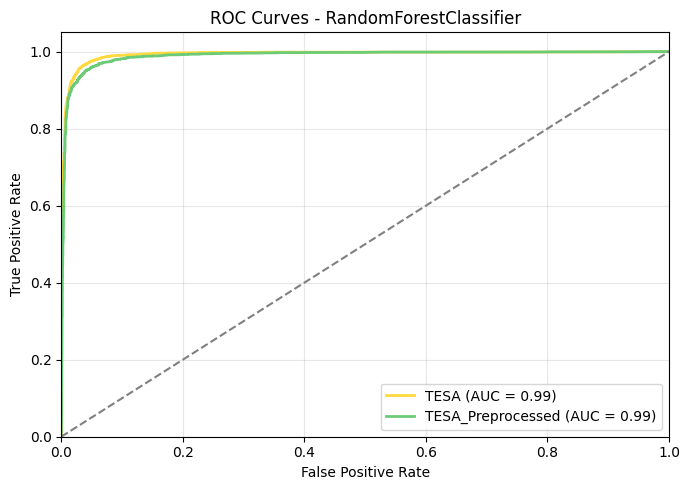 ROC Curves - RandomForestClassifier
True Positive Rate
1.0
0.8
0.6
0.4
0.2
0.0
TESA (AUC = 0.99)
TESA_Preprocessed (AUC = 0.99)
0.0 0.2 0.4 0.6 0.8 1.0
False Positive Rate